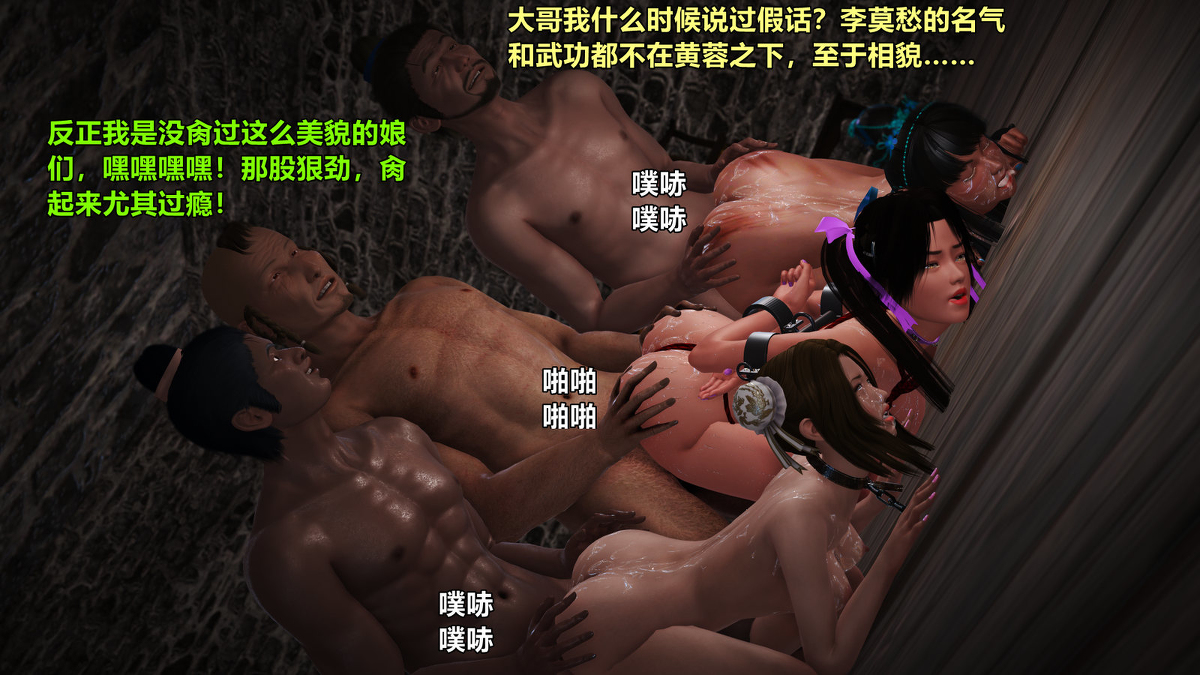 大哥我什么时候说过假话？李莫愁的名气
和武功都不在黄蓉之下，至于相貌……
反正我是没肏过这么美貌的娘
们，嘿嘿嘿嘿！那股狠劲，肏
起来尤其过瘾！
噗哧
噗哧
啪啪
啪啪
噗哧
噗哧